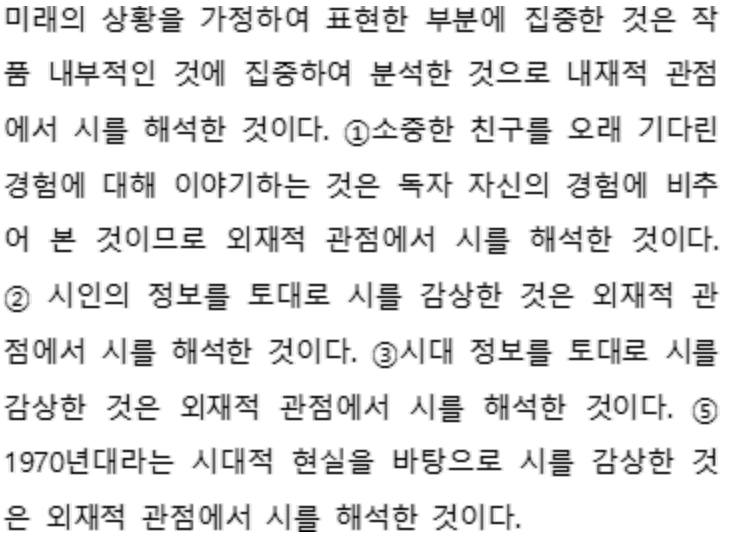 미래의 상황을 가정하여 표현한 부분에 집중한 것은 작
품 내부적인 것에 집중하여 분석한 것으로 내재적 관점
에서 시를 해석한 것이다. ①소중한 친구를 오래 기다린
경험에 대해 이야기하는 것은 독자 자신의 경험에 비추
어 본 것이므로 외재적 관점에서 시를 해석한 것이다.
② 시인의 정보를 토대로 시를 감상한 것은 외재적 관
점에서 시를 해석한 것이다. ③시대 정보를 토대로 시를
감상한 것은 외재적 관점에서 시를 해석한 것이다. ⑤
1970년대라는 시대적 현실을 바탕으로 시를 감상한 것
은 외재적 관점에서 시를 해석한 것이다.